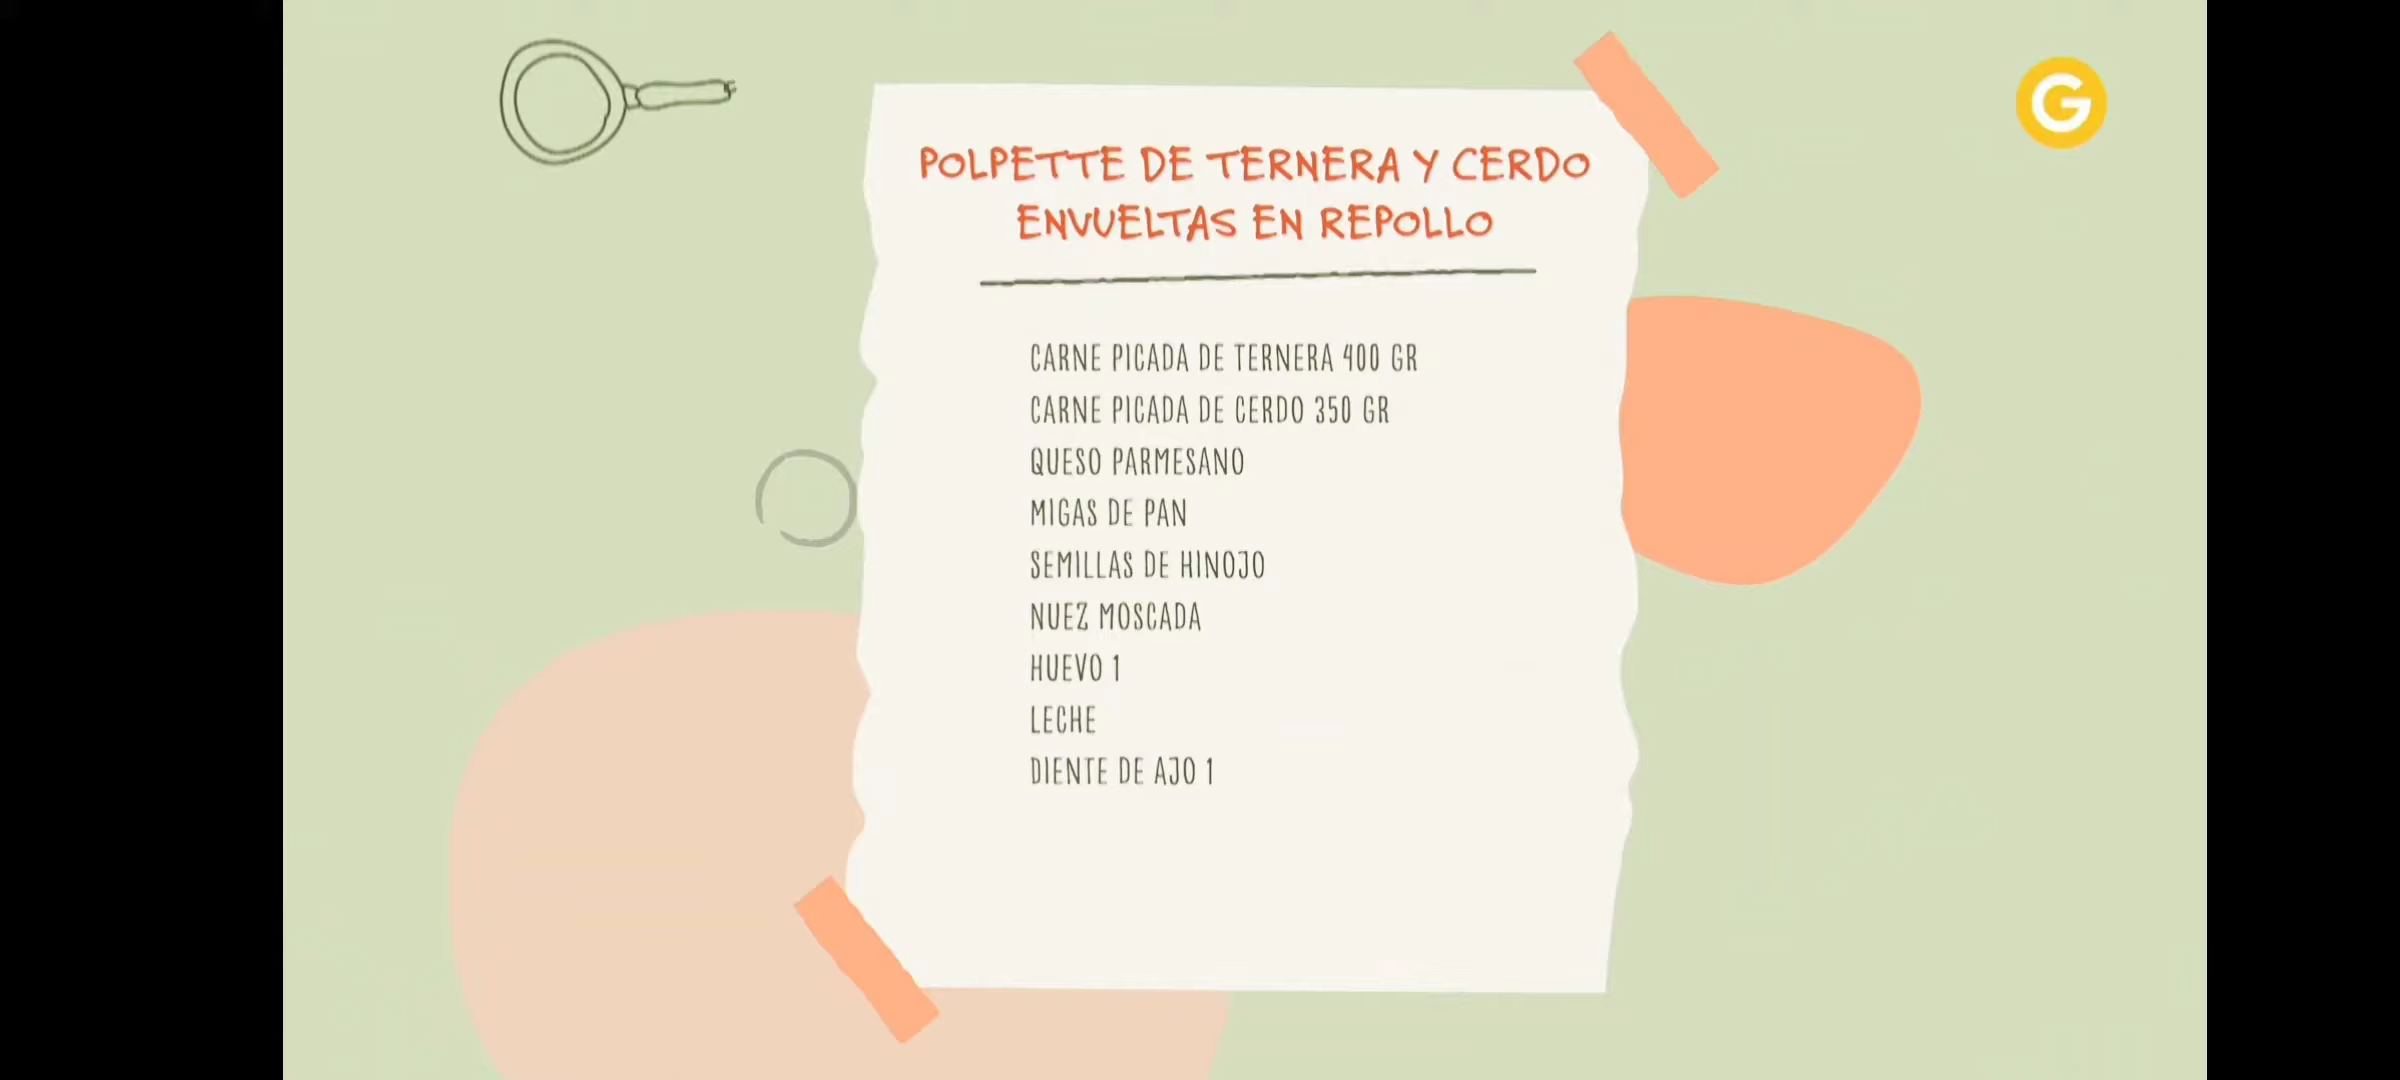 G
POLPETTE DE TERNERA Y CERDO
ENVUELTAS EN REPOLLO
CARNE PICADA DE TERNERA 400 GR
CARNE PICADA DE CERDO 350 GR
QUESO PARMESANO
MIGAS DE PAN
SEMILLAS DE HINOJO
NUEZ MOSCADA
HUEVO 1
LECHE
DIENTE DE AJO 1